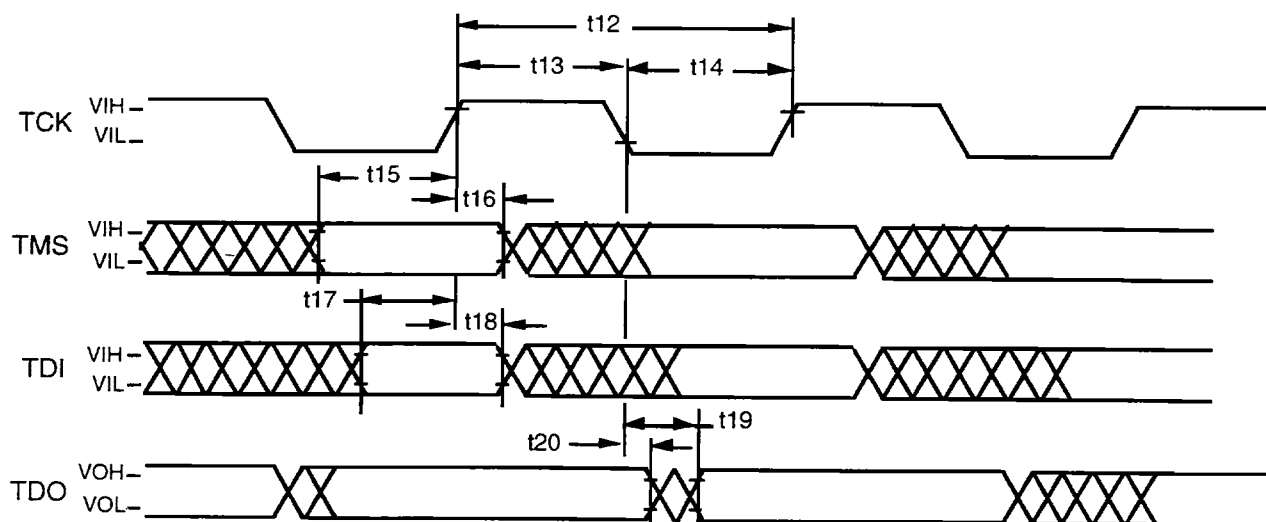 t12
t13
t14
VIH
TCK
VIL
t15
t16
VIH
TMS
VIL
t17
t18
VIH
TDI
VIL
t19
t20
VOH
TDO
VOL